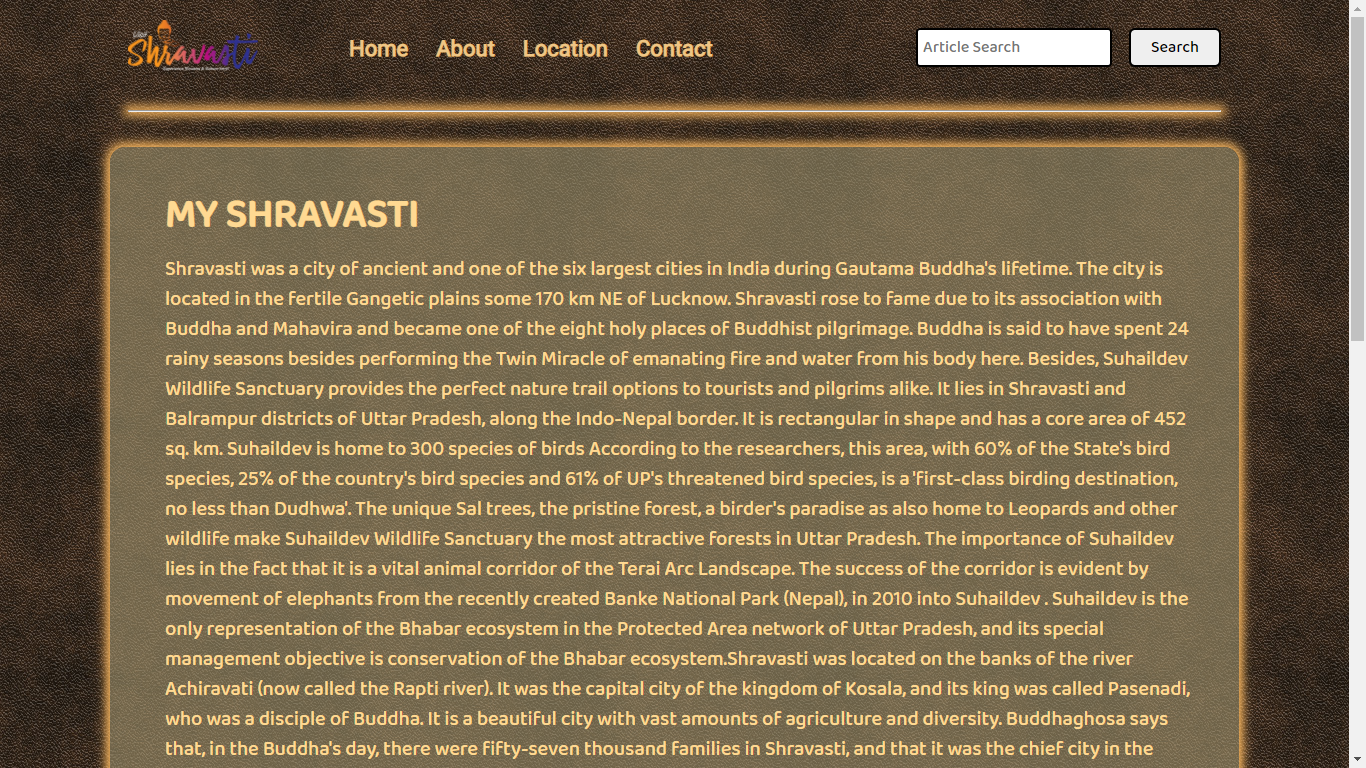 Visit
Shravasti
Home About Location Contact
Article Search
Search
MY SHRAVASTI
Shravasti was a city of ancient and one of the six largest cities in India during Gautama Buddha's lifetime. The city is
located in the fertile Gangetic plains some 170 km NE of Lucknow. Shravasti rose to fame due to its association with
Buddha and Mahavira and became one of the eight holy places of Buddhist pilgrimage. Buddha is said to have spent 24
rainy seasons besides performing the Twin Miracle of emanating fire and water from his body here. Besides, Suhaildev
Wildlife Sanctuary provides the perfect nature trail options to tourists and pilgrims alike. It lies in Shravasti and
Balrampur districts of Uttar Pradesh, along the Indo-Nepal border. It is rectangular in shape and has a core area of 452
sq. km. Suhaildev is home to 300 species of birds According to the researchers, this area, with 60% of the State's bird
species, 25% of the country's bird species and 61% of UP's threatened bird species, is a 'first-class birding destination,
no less than Dudhwa'. The unique Sal trees, the pristine forest, a birder's paradise as also home to Leopards and other
wildlife make Suhaildev Wildlife Sanctuary the most attractive forests in Uttar Pradesh. The importance of Suhaildev
lies in the fact that it is a vital animal corridor of the Terai Arc Landscape. The success of the corridor is evident by
movement of elephants from the recently created Banke National Park (Nepal), in 2010 into Suhaildev . Suhaildev is the
only representation of the Bhabar ecosystem in the Protected Area network of Uttar Pradesh, and its special
management objective is conservation of the Bhabar ecosystem.Shravasti was located on the banks of the river
Achiravati (now called the Rapti river). It was the capital city of the kingdom of Kosala, and its king was called Pasenadi,
who was a disciple of Buddha. It is a beautiful city with vast amounts of agriculture and diversity. Buddhaghosa says
that, in the Buddha's day, there were fifty-seven thousand families in Shravasti, and that it was the chief city in the